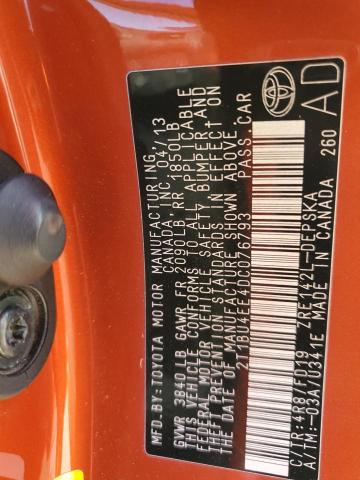 MFD.BY:TOYOTA MOTOR MANUFACTURING
CANADA, INC. 04/13
GVWR 3840LB GAWR FR 2090LB RR 1850LB
THIS VEHICLE CONFORMS TO ALL APPLICABLE
FEDERAL MOTOR VEHICLE SAFETY, BUMPER AND
THEFT PREVENTION STANDARDS IN EFFECT ON
THE DATE OF MANUFACTURE SHOWN ABOVE.
2T1BU4EE4DC076793 PASS.CAR
C/TR:4R8/FD19 ZRE142L-DEPSKA
A/TM:-03A/U341E MADE IN CANADA 260
AD